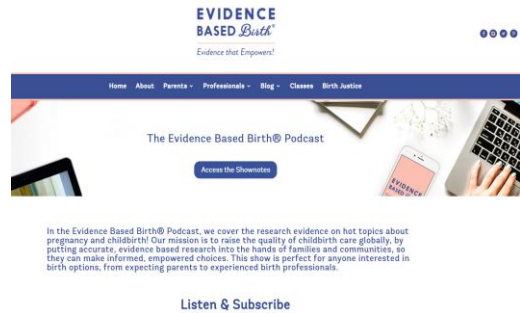 EVIDENCE
BASED Birth®
Evidence that Empowers!
Home About Parents Professionals Blog Classes Birth Justice
The Evidence Based Birth® Podcast
Access the Shownotes
EVIDENCE
In the Evidence Based Birth® Podcast, we cover the research evidence on hot topics about
pregnancy and childbirth! Our mission is to raise the quality of childbirth care globally, by
putting accurate, evidence based research into the hands of families and communities, so
they can make informed, empowered choices. This show is perfect for anyone interested in
birth options, from expecting parents to experienced birth professionals.
Listen & Subscribe